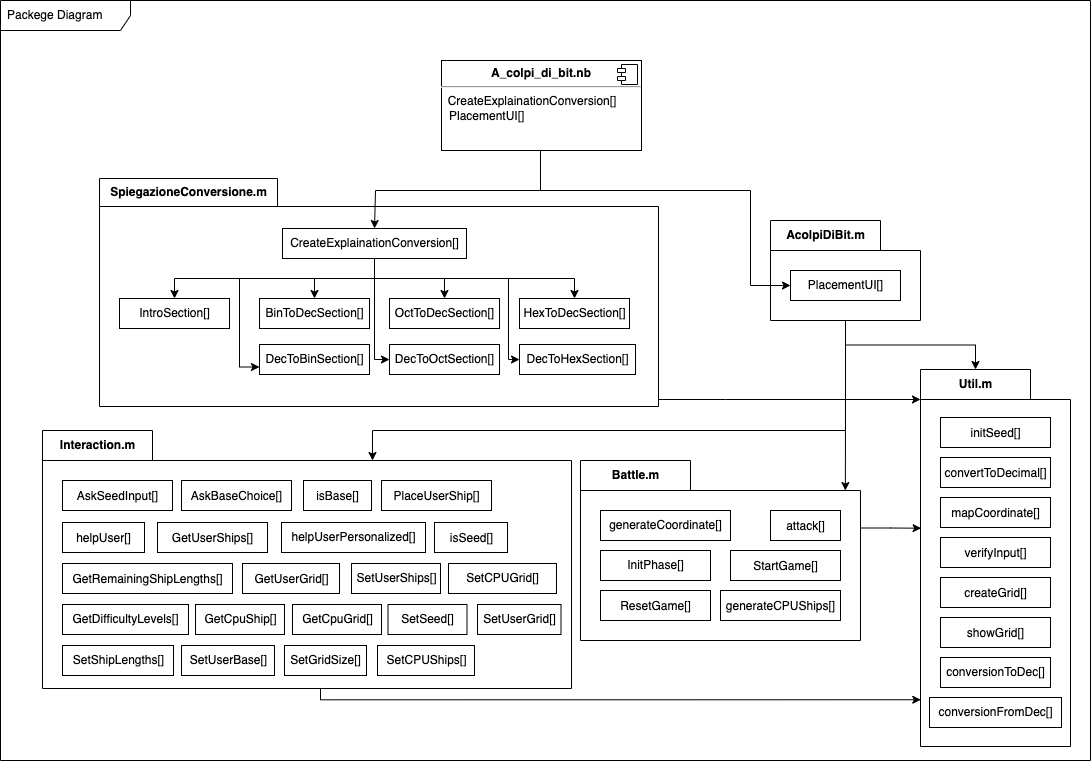 Packege Diagram
A_colpi_di_bit.nb
CreateExplainationConversion[]
PlacementUI[]
SpiegazioneConversione.m
CreateExplainationConversion[]
IntroSection[]
BinToDecSection[]
OctToDecSection[]
HexToDecSection[]
DecToBinSection[]
DecToOctSection[]
DecToHexSection[]
AcolpiDiBit.m
PlacementUI[]
Interaction.m
AskSeedInput[]
AskBaseChoice[]
isBase[]
PlaceUserShip[]
helpUser[]
GetUserShips[]
helpUserPersonalized[]
isSeed[]
GetRemainingShipLengths[]
GetUserGrid[]
SetUserShips[]
SetCPUGrid[]
GetDifficultyLevels[]
GetCpuShip[]
GetCpuGrid[]
SetSeed[]
SetUserGrid[]
SetShipLengths[]
SetUserBase[]
SetGridSize[]
SetCPUShips[]
Battle.m
generateCoordinate[]
attack[]
InitPhase[]
StartGame[]
ResetGame[]
generateCPUShips[]
Util.m
initSeed[]
convertToDecimal[]
mapCoordinate[]
verifyInput[]
createGrid[]
showGrid[]
conversionToDec[]
conversionFromDec[]